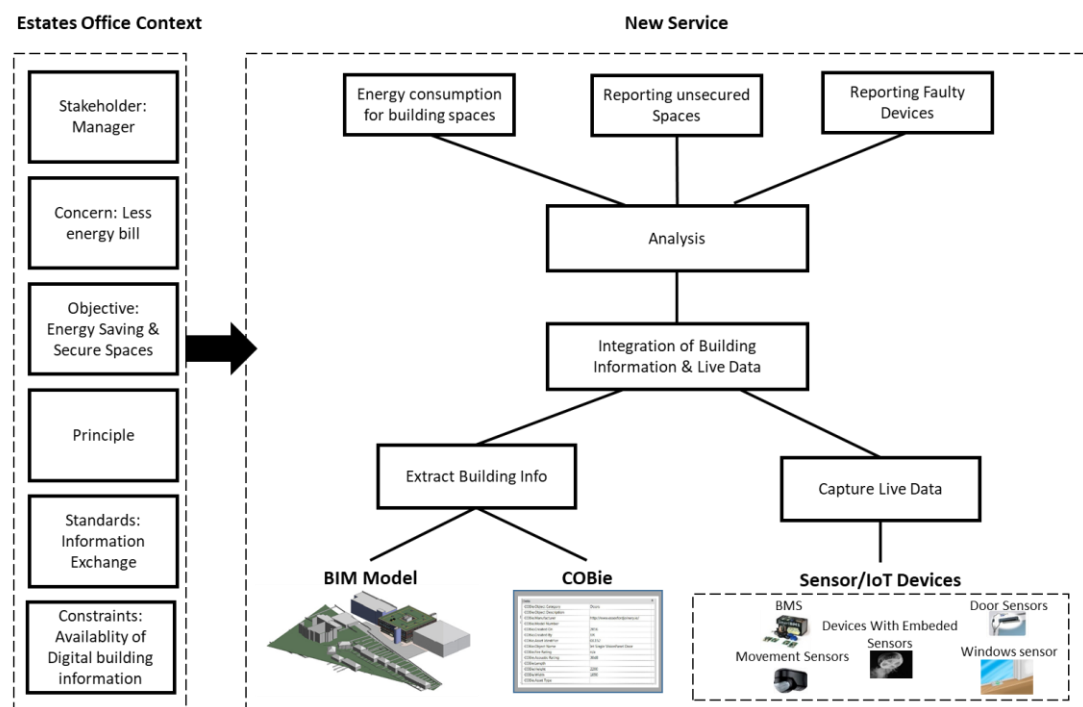 Estates Office Context
New Service
Stakeholder:
Manager
Concern: Less
energy bill
Objective:
Energy Saving &
Secure Spaces
Principle
Standards:
Information
Exchange
Constraints:
Availablity of
Digital building
information
Energy consumption
for building spaces
Reporting unsecured
Spaces
Reporting Faulty
Devices
Analysis
Integration of Building
Information & Live Data
Extract Building Info
Capture Live Data
BIM Model
COBie
Sensor/IoT Devices
BMS
Door Sensors
Devices With Embeded
Sensors
Movement Sensors
Windows sensor